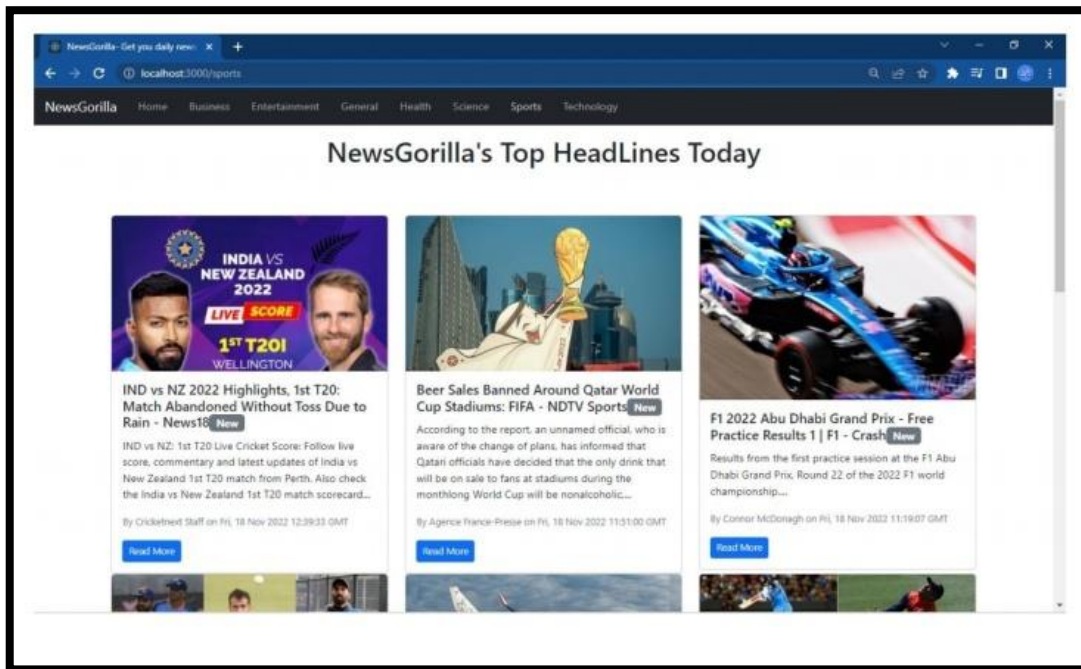 NewsGorilla- Get you daily new
localhost:3000/sports
NewsGorilla Home Business Entertainment General Health Science Sports Technology
NewsGorilla's Top HeadLines Today
INDIA VS
NEW ZEALAND
2022
LIVE SCORE
1ST T20I
WELLINGTON
IND vs NZ 2022 Highlights, 1st T20:
Match Abandoned Without Toss Due to
Rain - News18 New
IND vs NZ: 1st T20 Live Cricket Score: Follow live
score, commentary and latest updates of India vs
New Zealand 1st T20 match from Perth. Also check
the India vs New Zealand 1st T20 match scorecard....
By Cricketnext Staff on Fri, 18 Nov 2022 12:39:33 GMT
Read More
Beer Sales Banned Around Qatar World
Cup Stadiums: FIFA - NDTV Sports New
According to the report, an unnamed official, who is
aware of the change of plans, has informed that
Qatari officials have decided that the only drink that
will be on sale to fans at stadiums during the
monthlong World Cup will be nonalcoholic....
By Agence France-Presse on Fri, 18 Nov 2022 11:51:00 GMT
Read More
F1 2022 Abu Dhabi Grand Prix - Free
Practice Results 1 | F1 - Crash New
Results from the first practice session at the F1 Abu
Dhabi Grand Prix, Round 22 of the 2022 F1 world
championship....
By Connor McDonagh on Fri, 18 Nov 2022 11:19:07 GMT
Read More